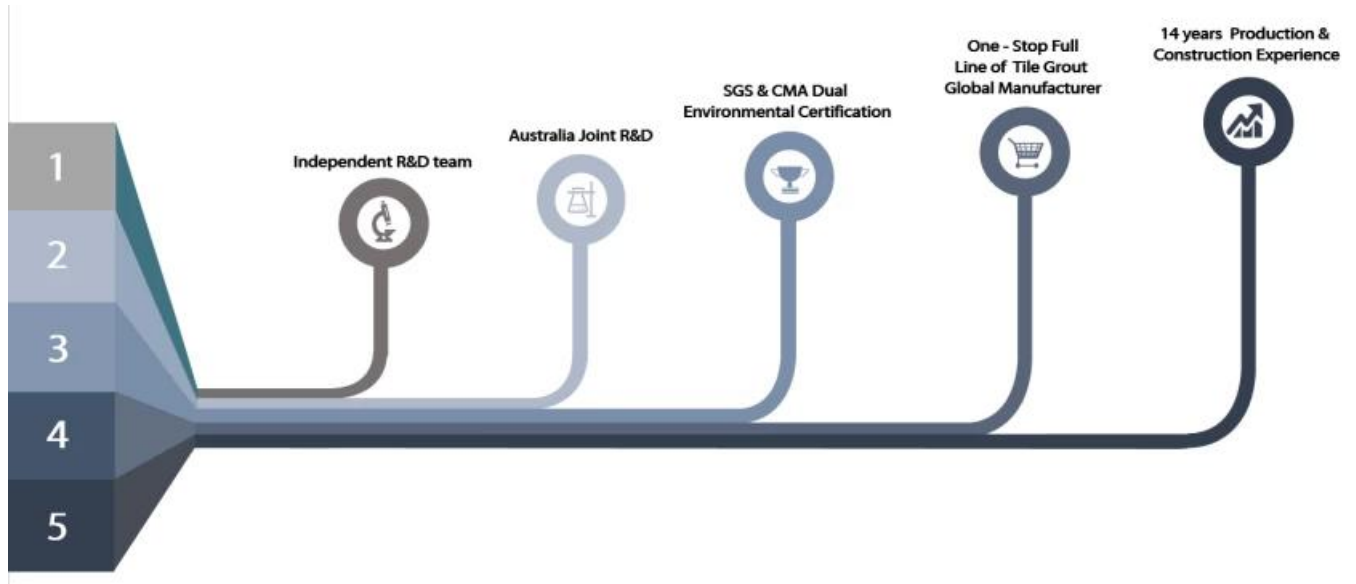 1
2
3
4
5
Independent R&D team
Australia Joint R&D
SGS & CMA Dual
Environmental Certification
One - Stop Full
Line of Tile Grout
Global Manufacturer
14 years Production &
Construction Experience